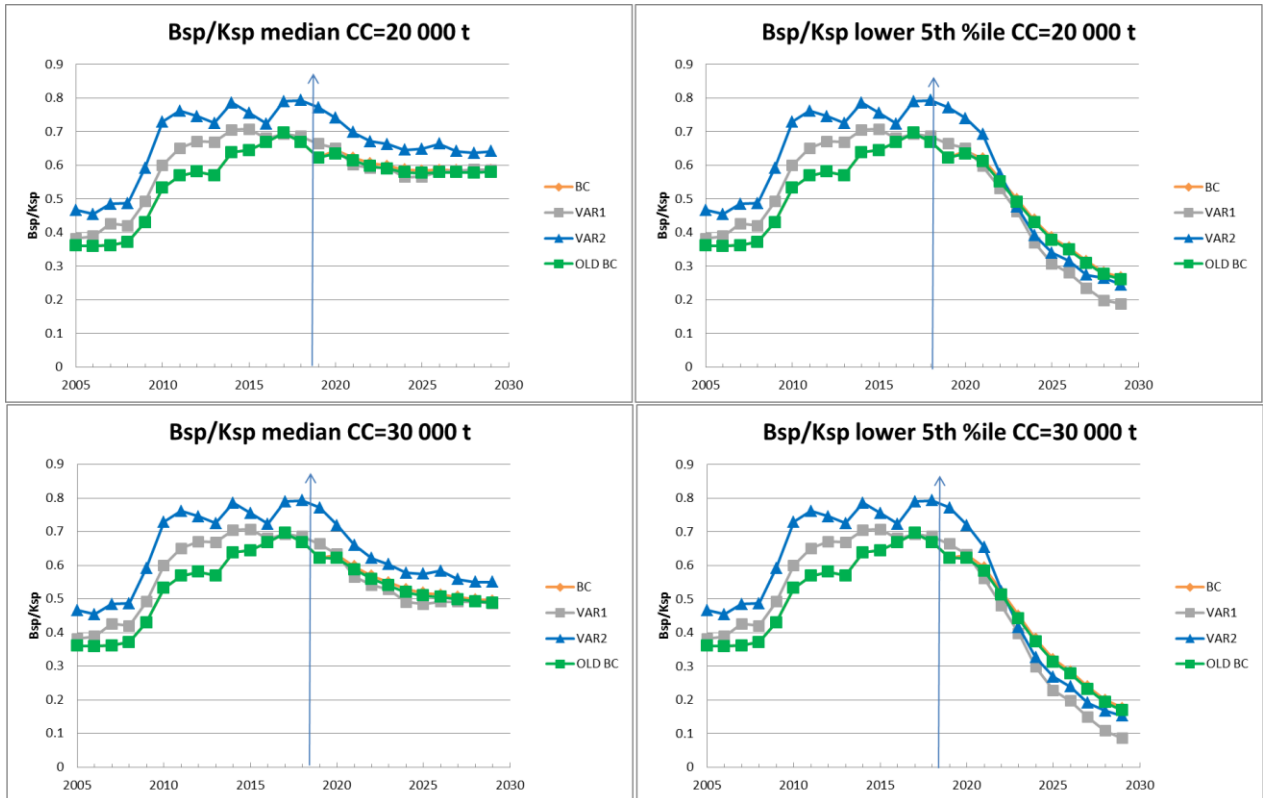 Bsp/Ksp median CC=20 000 t
Bsp/Ksp
0.9
0.8
0.7
0.6
0.5
0.4
0.3
0.2
0.1
0
2005 2010 2015 2020 2025 2030
BC
VAR1
VAR2
OLD BC
Bsp/Ksp lower 5th %ile CC=20 000 t
Bsp/Ksp
0.9
0.8
0.7
0.6
0.5
0.4
0.3
0.2
0.1
0
2005 2010 2015 2020 2025 2030
BC
VAR1
VAR2
OLD BC
Bsp/Ksp median CC=30 000 t
Bsp/Ksp
0.9
0.8
0.7
0.6
0.5
0.4
0.3
0.2
0.1
0
2005 2010 2015 2020 2025 2030
BC
VAR1
VAR2
OLD BC
Bsp/Ksp lower 5th %ile CC=30 000 t
Bsp/Ksp
0.9
0.8
0.7
0.6
0.5
0.4
0.3
0.2
0.1
0
2005 2010 2015 2020 2025 2030
BC
VAR1
VAR2
OLD BC